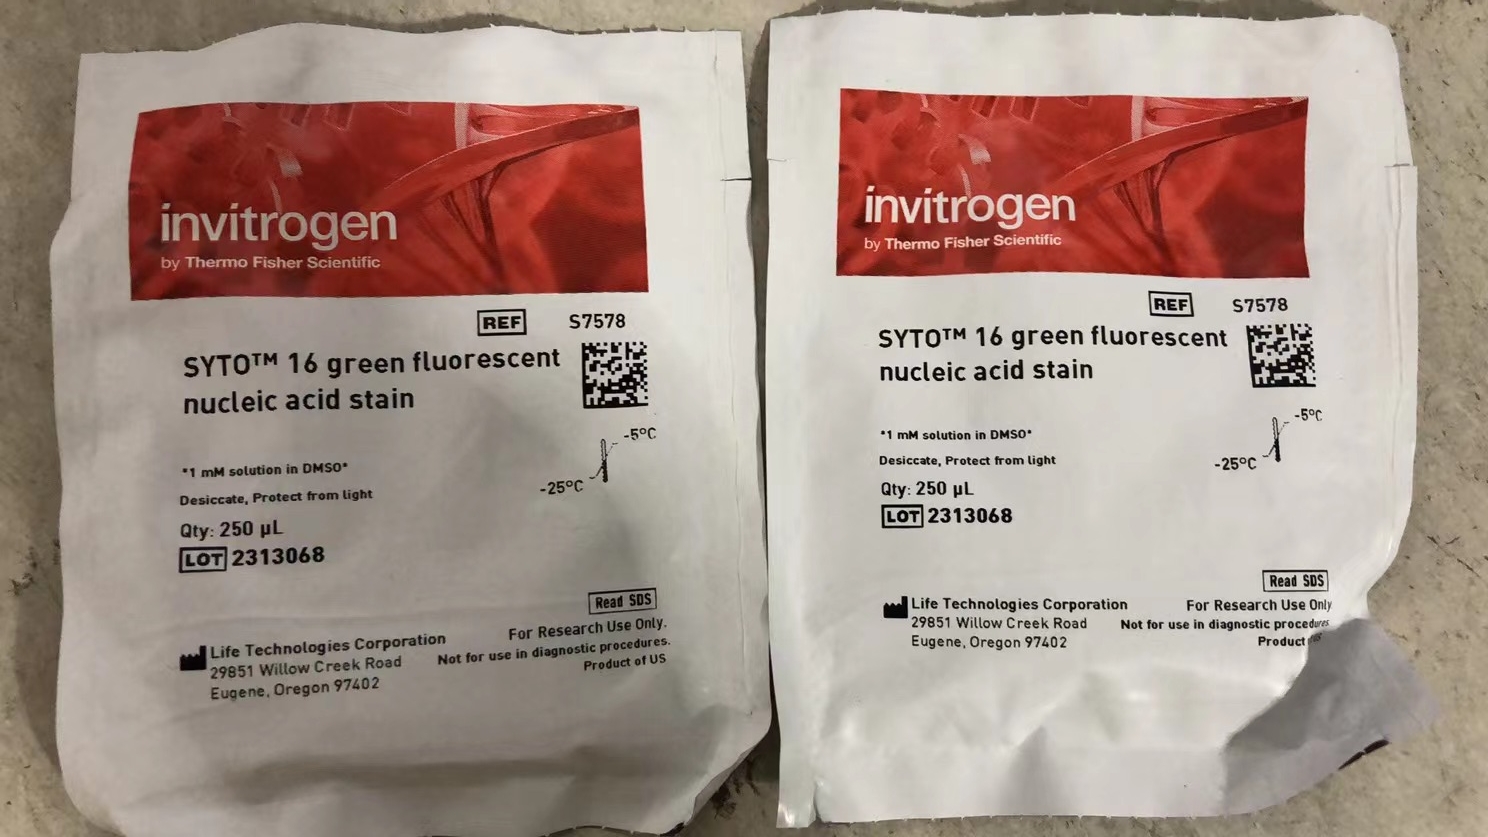 invitrogen
by Thermo Fisher Scientific
REF S7578
SYTO™ 16 green fluorescent
nucleic acid stain
-5°C
-25°C
*1 mM solution in DMSO*
Desiccate, Protect from light
Qty: 250 µL
LOT 2313068
Read SDS
Life Technologies Corporation
29851 Willow Creek Road
Eugene, Oregon 97402
For Research Use Only.
Not for use in diagnostic procedures.
Product of US
invitrogen
by Thermo Fisher Scientific
REF S7578
SYTO™ 16 green fluorescent
nucleic acid stain
-5°C
-25°C
*1 mM solution in DMSO*
Desiccate, Protect from light
Qty: 250 µL
LOT 2313068
Read SDS
Life Technologies Corporation
29851 Willow Creek Road
Eugene, Oregon 97402
For Research Use Only
Not for use in diagnostic procedures
Product of US